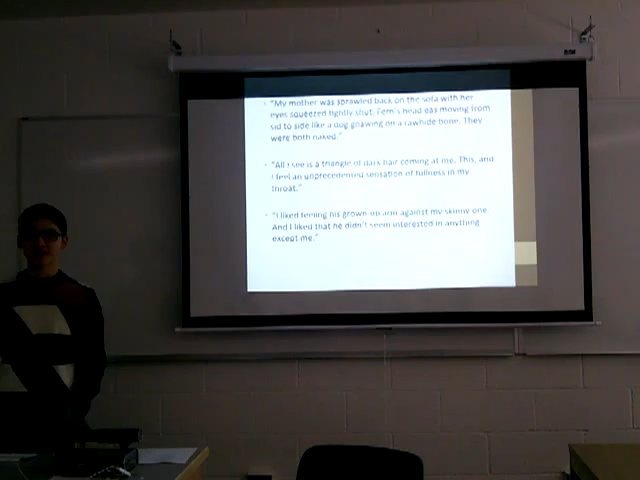 · "My mother was sprawled back on the sofa with her
eyes squeezed tightly shut. Fern's head eas moving from
sid to side like a dog gnawing on a rawhide bone. They
were both naked."
· "All I see is a triangle of dark hair coming at me. This, and
I feel an unprecedented sensation of fullness in my
throat."
· "I liked feeling his grown-up arm against my skinny one.
And I liked that he didn't seem interested in anything
except me."